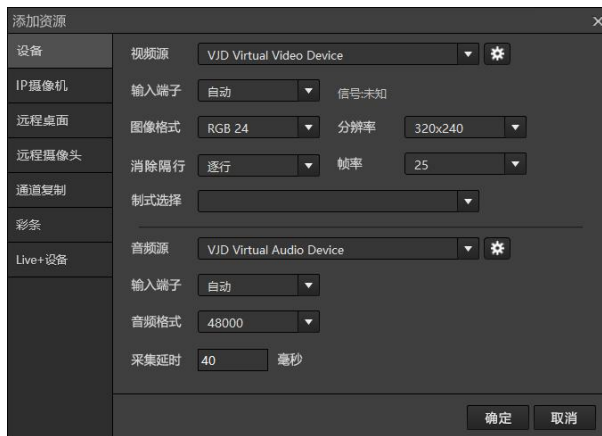 添加资源
设备
IP摄像机
远程桌面
远程摄像头
通道复制
彩条
Live+设备
视频源 VJD Virtual Video Device
输入端子 自动 信号:未知
图像格式 RGB 24 分辨率 320x240
消除隔行 逐行 帧率 25
制式选择
音频源 VJD Virtual Audio Device
输入端子 自动
音频格式 48000
采集延时 40 毫秒
确定 取消